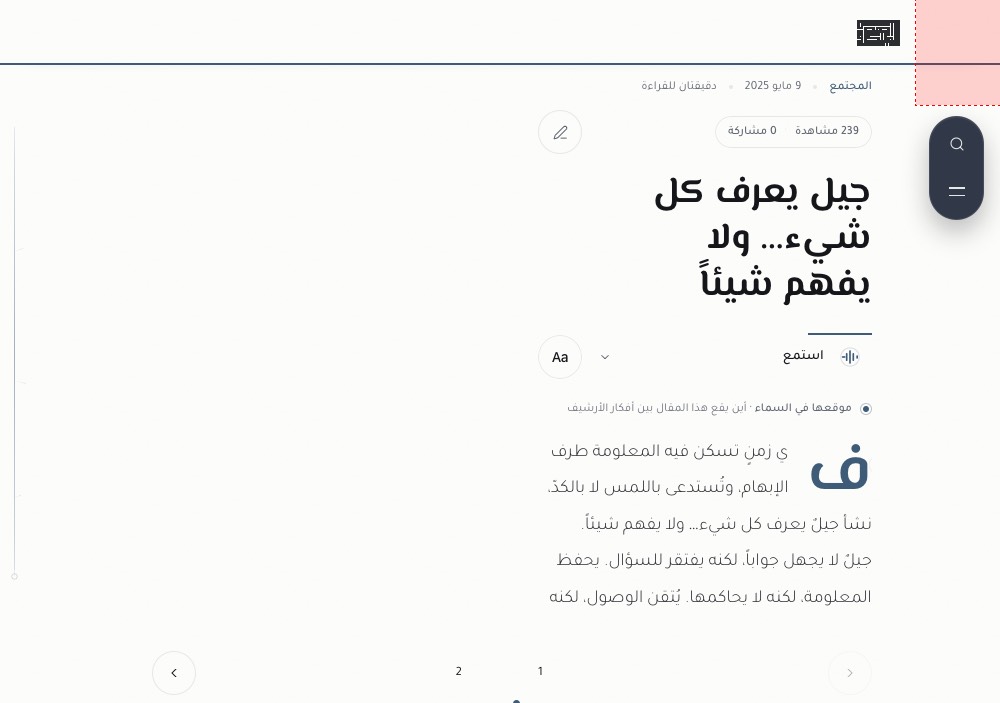 المجتمع • 9 مايو 2025 • دقيقتان للقراءة
239 مشاهدة 0 مشاركة
جيل يعرف كل
شيء... ولا
يفهم شيئاً
استمع
Aa
موقعها في السماء · أين يقع هذا المقال بين أفكار الأرشيف
في زمنٍ تسكن فيه المعلومة طرف
الإبهام، وتُستدعى باللمس لا بالكدّ،
نشأ جيلٌ يعرف كل شيء... ولا يفهم شيئاً.
جيلٌ لا يجهل جواباً، لكنه يفتقر للسؤال. يحفظ
المعلومة، لكنه لا يحاكمها. يُتقن الوصول، لكنه
1 2